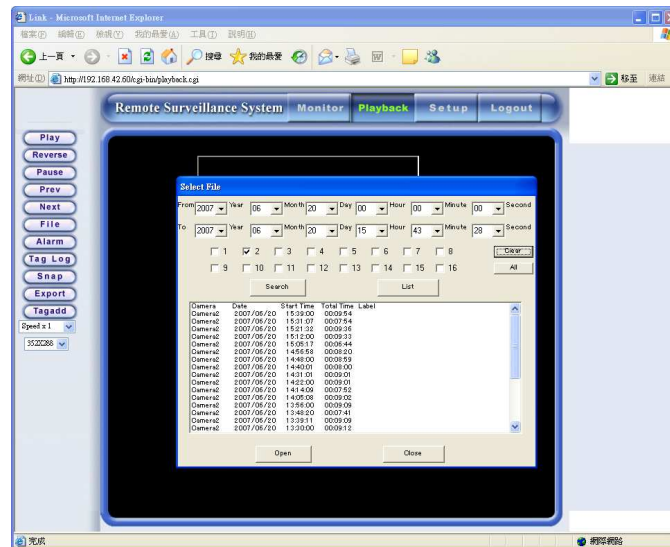 Link - Microsoft Internet Explorer
檔案(F) 編輯(E) 檢視(V) 我的最愛(A) 工具(T) 說明(H)
上一頁 搜尋 我的最愛
網址(D) http://192.168.42.60/cgi-bin/playback.cgi 移至 連結
Remote Surveillance System Monitor Playback Setup Logout
Play
Reverse
Pause
Prev
Next
File
Alarm
Tag Log
Snap
Export
Tagadd
Speed x 1
352X288
Select File
From 2007 Year 06 Month 20 Day 00 Hour 00 Minute 00 Second
To 2007 Year 06 Month 20 Day 15 Hour 43 Minute 28 Second
1 2 3 4 5 6 7 8 Clear
9 10 11 12 13 14 15 16 All
Search List
Camera Date Start Time Total Time Label
Camera2 2007/06/20 15:39:00 00:09:54
Camera2 2007/06/20 15:31:07 00:07:54
Camera2 2007/06/20 15:21:32 00:09:36
Camera2 2007/06/20 15:12:00 00:09:33
Camera2 2007/06/20 15:05:17 00:06:44
Camera2 2007/06/20 14:56:58 00:08:20
Camera2 2007/06/20 14:48:00 00:08:59
Camera2 2007/06/20 14:40:01 00:08:00
Camera2 2007/06/20 14:31:01 00:09:01
Camera2 2007/06/20 14:22:00 00:09:01
Camera2 2007/06/20 14:14:09 00:07:52
Camera2 2007/06/20 14:05:08 00:09:02
Camera2 2007/06/20 13:56:00 00:09:09
Camera2 2007/06/20 13:48:20 00:07:41
Camera2 2007/06/20 13:39:11 00:09:09
Camera2 2007/06/20 13:30:00 00:09:12
Open Close
完成 網際網路